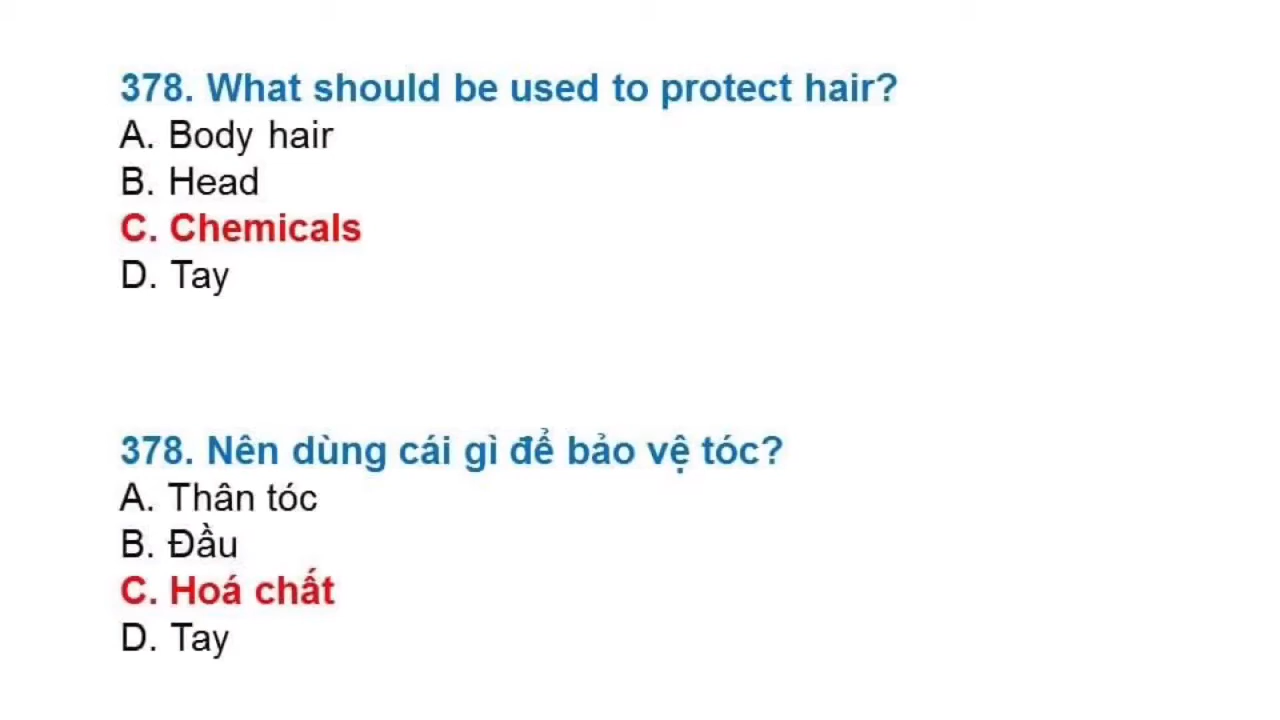 378. What should be used to protect hair?
A. Body hair
B. Head
C. Chemicals
D. Tay
378. Nên dùng cái gì để bảo vệ tóc?
A. Thân tóc
B. Đầu
C. Hoá chất
D. Tay